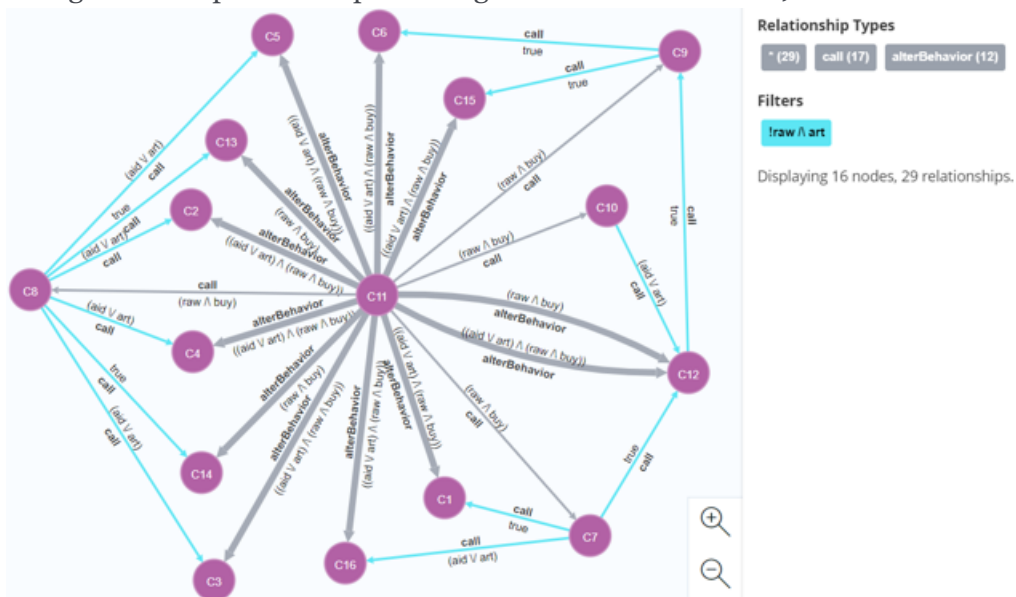 Relationship Types
* (29)
call (17)
alterBehavior (12)
Filters
!raw /\ art
Displaying 16 nodes, 29 relationships.
C5
C6
C9
C15
C13
C2
C10
C8
C11
C4
C12
C14
C1
C7
C16
C3
call
true
call
true
(aid \/ art)
call
true
call
(aid \/ art)
call
(aid \/ art)
call
true
call
(aid \/ art)
call
call
(raw /\ buy)
alterBehavior
((aid \/ art) /\ (raw /\ buy))
alterBehavior
(raw /\ buy)
alterBehavior
((aid \/ art) /\ (raw /\ buy))
((aid \/ art) /\ (raw /\ buy))
alterBehavior
((aid \/ art) /\ (raw /\ buy))
alterBehavior
(raw /\ buy)
call
(raw /\ buy)
call
call
true
(aid \/ art)
call
(raw /\ buy)
alterBehavior
((aid \/ art) /\ (raw /\ buy))
alterBehavior
alterBehavior
((aid \/ art) /\ (raw /\ buy))
alterBehavior
(raw /\ buy)
alterBehavior
((aid \/ art) /\ (raw /\ buy))
alterBehavior
((aid \/ art) /\ (raw /\ buy))
((aid \/ art) /\ (raw /\ buy))
alterBehavior
(raw /\ buy)
call
true
call
call
true
call
(aid \/ art)